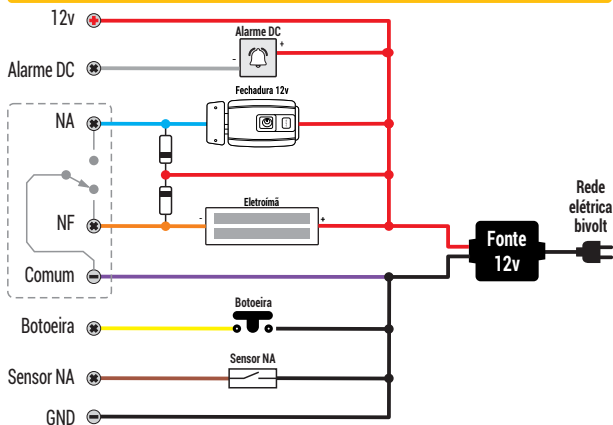 12v
Alarme DC
+
-
Alarme DC
Fechadura 12v
NA
Eletroímã
-
+
NF
Rede
elétrica
bivolt
Fonte
12v
Comum
Botoeira
Botoeira
Sensor NA
Sensor NA
GND